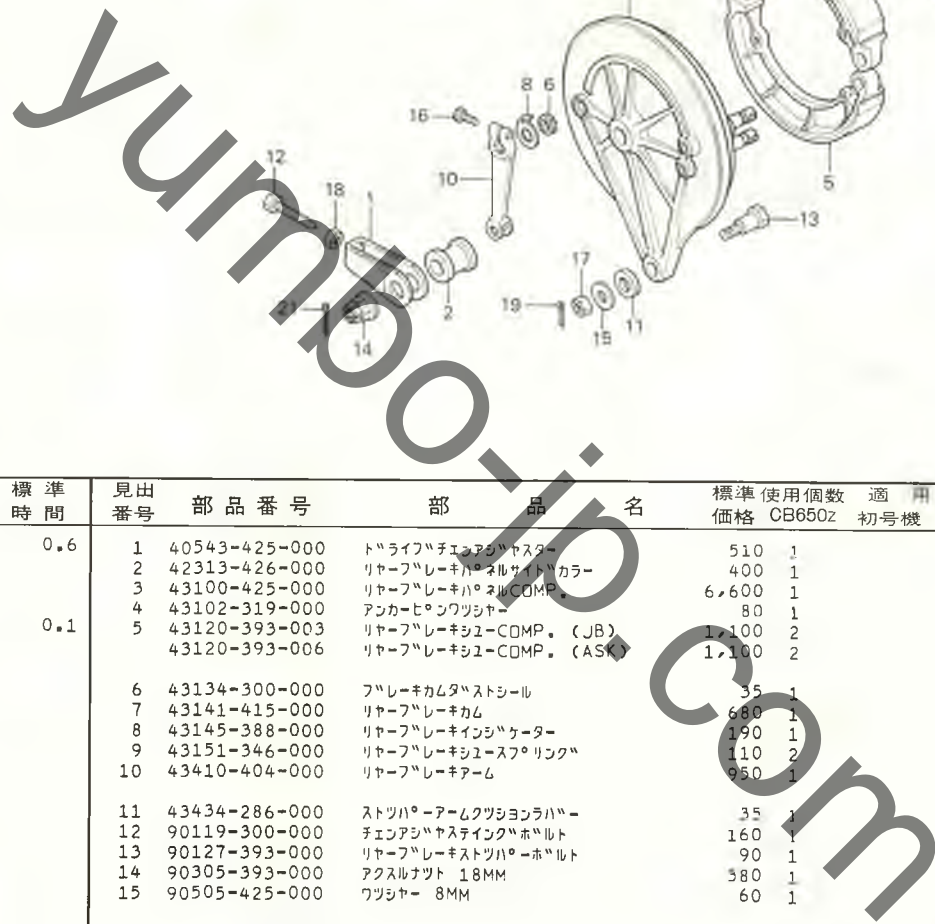 8 6
16
10
12
18
1
5
13
17
2
19
21
11
15
14
yumbo-jp.com
標準時間 見出番号 部品番号 部品名 標準価格 使用個数 CB650Z 適用初号機
0.6 1 40543-425-000 ドライブチェンアジャスター 510 1
2 42313-426-000 リヤーブレーキパネルサイドカラー 400 1
3 43100-425-000 リヤーブレーキパネルCOMP. 6,600 1
4 43102-319-000 アンカーピンワツシヤー 80 1
0.1 5 43120-393-003 リヤーブレーキシユーCOMP. (JB) 1,100 2
43120-393-006 リヤーブレーキシユーCOMP. (ASK) 1,100 2
6 43134-300-000 ブレーキカムダストシール 35 1
7 43141-415-000 リヤーブレーキカム 680 1
8 43145-388-000 リヤーブレーキインジケーター 190 1
9 43151-346-000 リヤーブレーキシユースプリング 110 2
10 43410-404-000 リヤーブレーキアーム 950 1
11 43434-286-000 ストツパーアームクツシヨンラバー 35 1
12 90119-300-000 チエンアジヤステイングボルト 160 1
13 90127-393-000 リヤーブレーキストツパーボルト 90 1
14 90305-393-000 アクスルナツト 18MM 380 1
15 90505-425-000 ワツシヤー 8MM 60 1